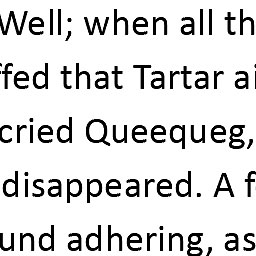 Well; when all th
ffed that Tartar ai
cried Queequeg,
disappeared. A f
und adhering, as